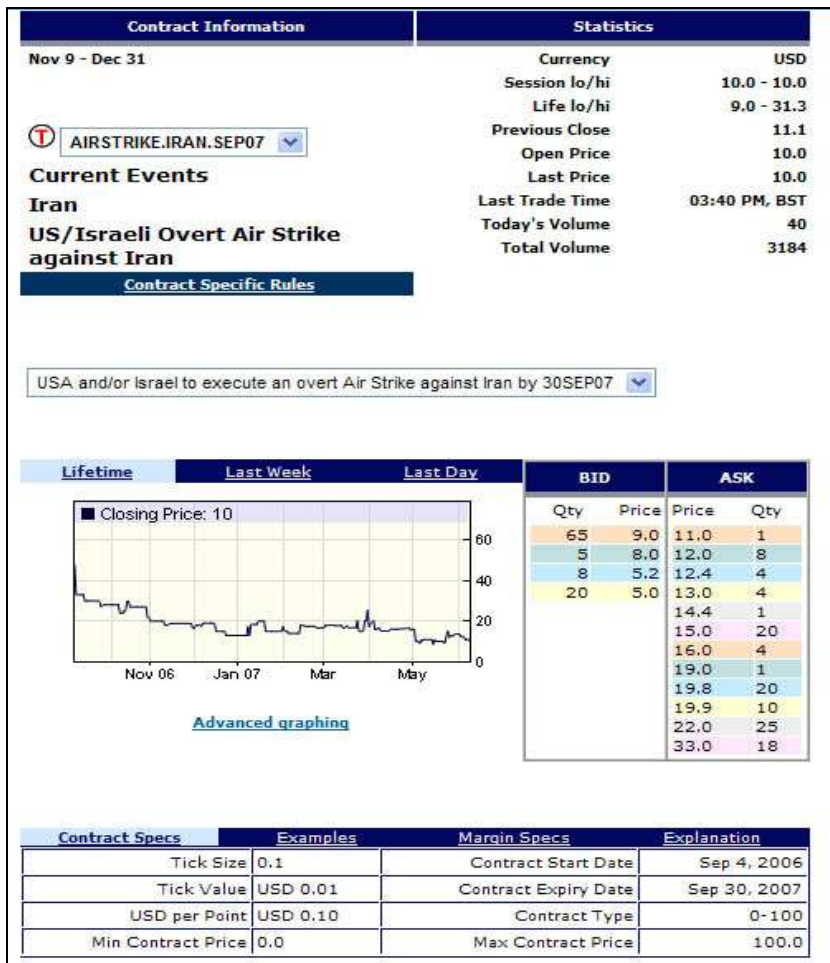 Contract Information
Statistics
Nov 9 - Dec 31
Currency USD
Session lo/hi 10.0 - 10.0
Life lo/hi 9.0 - 31.3
Previous Close 11.1
Open Price 10.0
Last Price 10.0
Last Trade Time 03:40 PM, BST
Today's Volume 40
Total Volume 3184
T AIRSTRIKE.IRAN.SEP07
Current Events
Iran
US/Israeli Overt Air Strike
against Iran
Contract Specific Rules
USA and/or Israel to execute an overt Air Strike against Iran by 30SEP07
Lifetime Last Week Last Day
Closing Price: 10
60
40
20
0
Nov 06 Jan 07 Mar May
Advanced graphing
BID ASK
Qty Price Price Qty
65 9.0 11.0 1
5 8.0 12.0 8
8 5.2 12.4 4
20 5.0 13.0 4
14.4 1
15.0 20
16.0 4
19.0 1
19.8 20
19.9 10
22.0 25
33.0 18
Contract Specs Examples Margin Specs Explanation
Tick Size 0.1 Contract Start Date Sep 4, 2006
Tick Value USD 0.01 Contract Expiry Date Sep 30, 2007
USD per Point USD 0.10 Contract Type 0-100
Min Contract Price 0.0 Max Contract Price 100.0